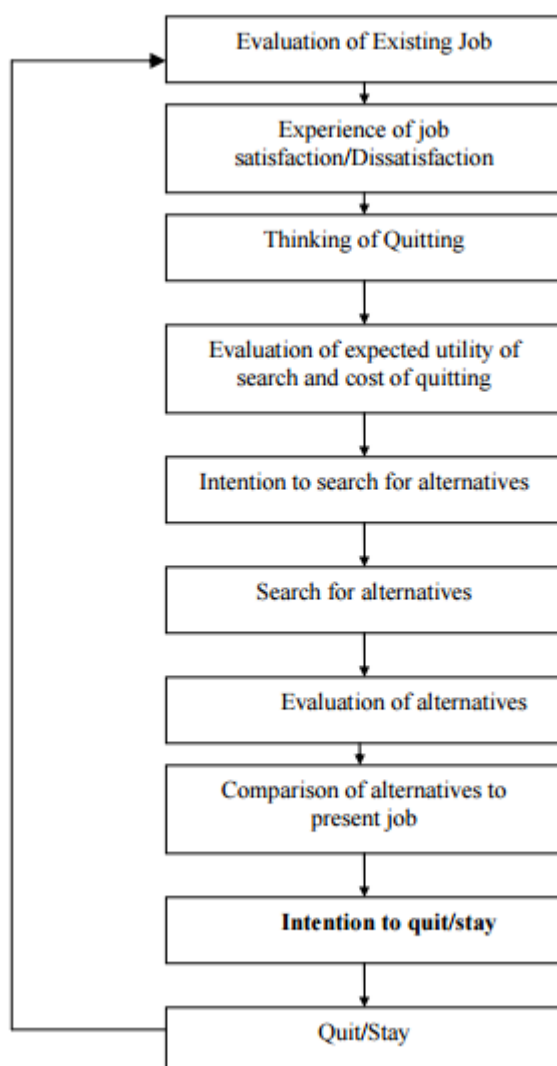 Evaluation of Existing Job
Experience of job
satisfaction/Dissatisfaction
Thinking of Quitting
Evaluation of expected utility of
search and cost of quitting
Intention to search for alternatives
Search for alternatives
Evaluation of alternatives
Comparison of alternatives to
present job
Intention to quit/stay
Quit/Stay